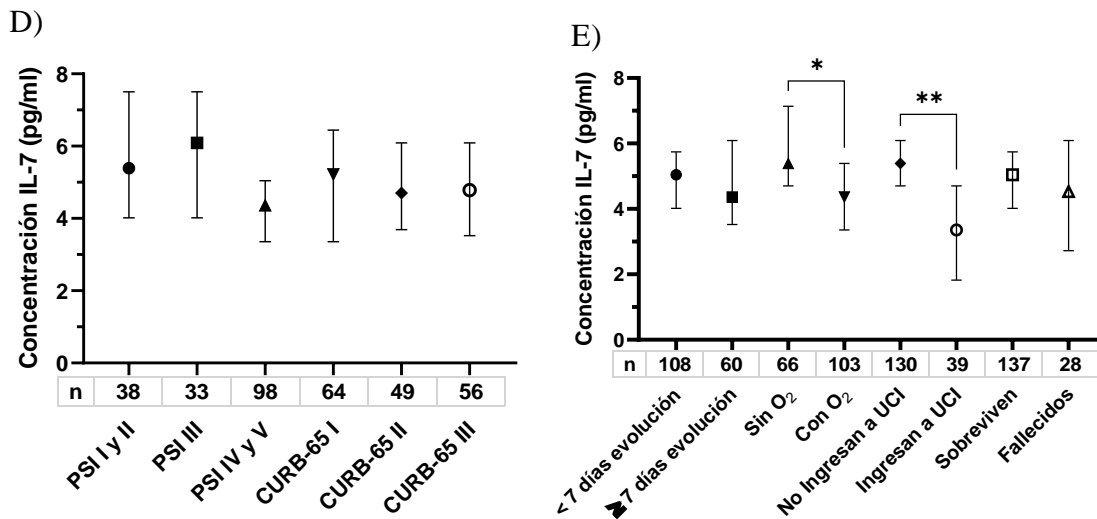 D)
Concentración IL-7 (pg/ml)
8
6
4
2
0
n 38 33 98 64 49 56
PSI I y II
PSI III
PSI IV y V
CURB-65 I
CURB-65 II
CURB-65 III
E)
Concentración IL-7 (pg/ml)
8
6
4
2
0
*
**
n 108 60 66 103 130 39 137 28
< 7 días evolución
≥ 7 días evolución
Sin O₂
Con O₂
No Ingresan a UCI
Ingresan a UCI
Sobreviven
Fallecidos